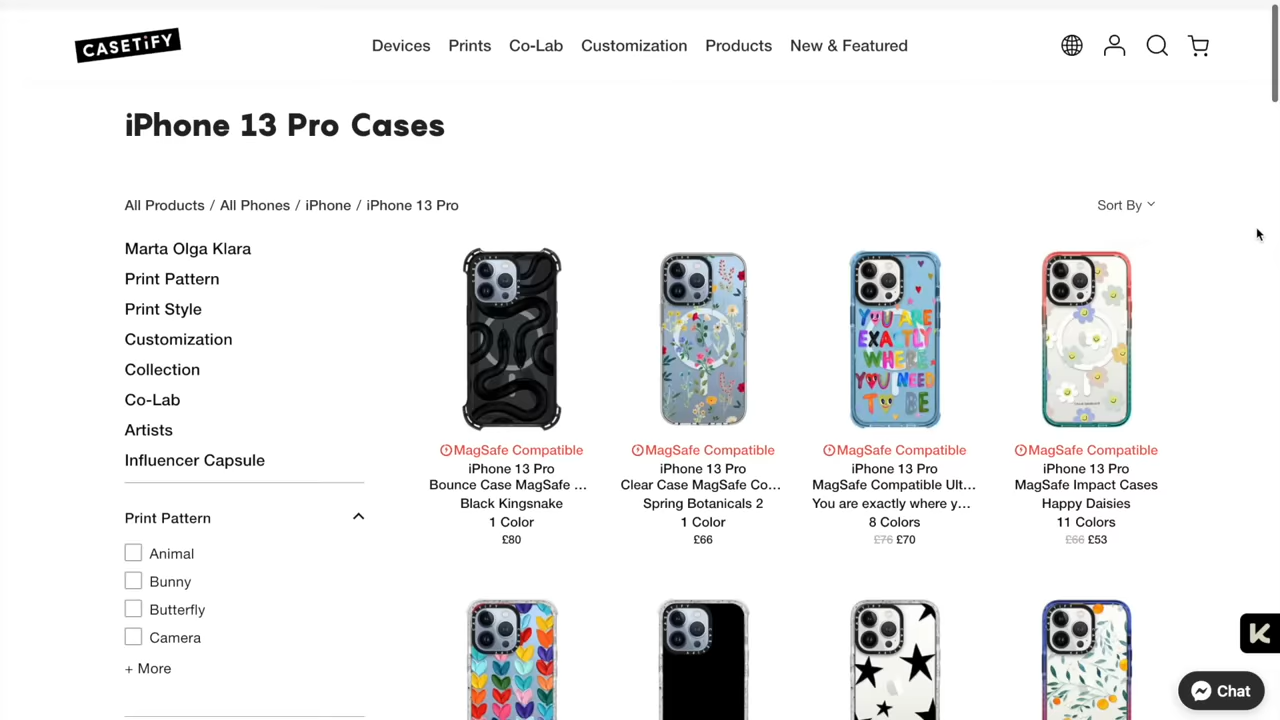 CASETiFY
Devices Prints Co-Lab Customization Products New & Featured
iPhone 13 Pro Cases
All Products / All Phones / iPhone / iPhone 13 Pro
Sort By
Marta Olga Klara
Print Pattern
Print Style
Customization
Collection
Co-Lab
Artists
Influencer Capsule
Print Pattern
Animal
Bunny
Butterfly
Camera
+ More
MagSafe Compatible
iPhone 13 Pro
Bounce Case MagSafe ...
Black Kingsnake
1 Color
£80
MagSafe Compatible
iPhone 13 Pro
Clear Case MagSafe Co...
Spring Botanicals 2
1 Color
£66
YOU ARE
EXACTLY
WHERE
YOU NEED
TO BE
MagSafe Compatible
iPhone 13 Pro
MagSafe Compatible Ult...
You are exactly where y...
8 Colors
£76 £70
MagSafe Compatible
iPhone 13 Pro
MagSafe Impact Cases
Happy Daisies
11 Colors
£66 £53
K
Chat